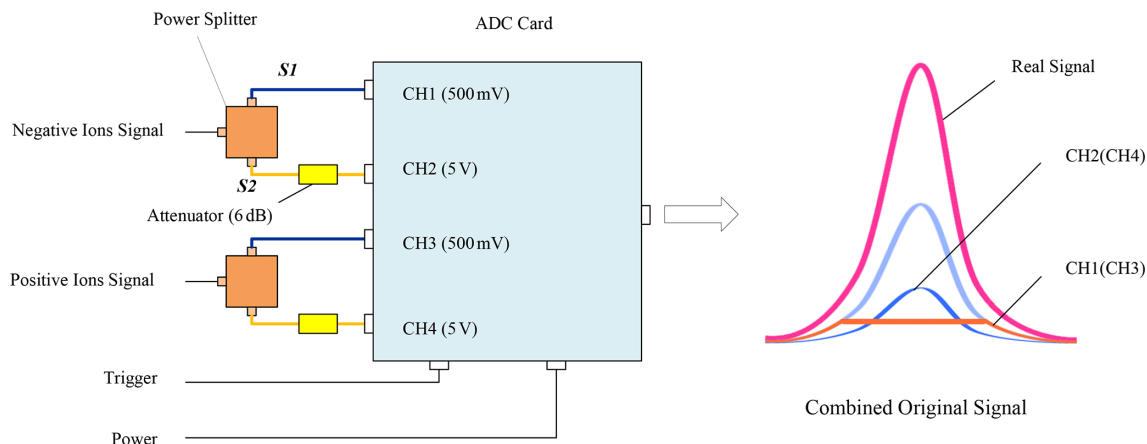 Power Splitter
ADC Card
S1
CH1 (500 mV)
Real Signal
Negative Ions Signal
CH2 (5 V)
CH2(CH4)
S2
Attenuator (6 dB)
CH3 (500 mV)
CH1(CH3)
Positive Ions Signal
CH4 (5 V)
Trigger
Combined Original Signal
Power